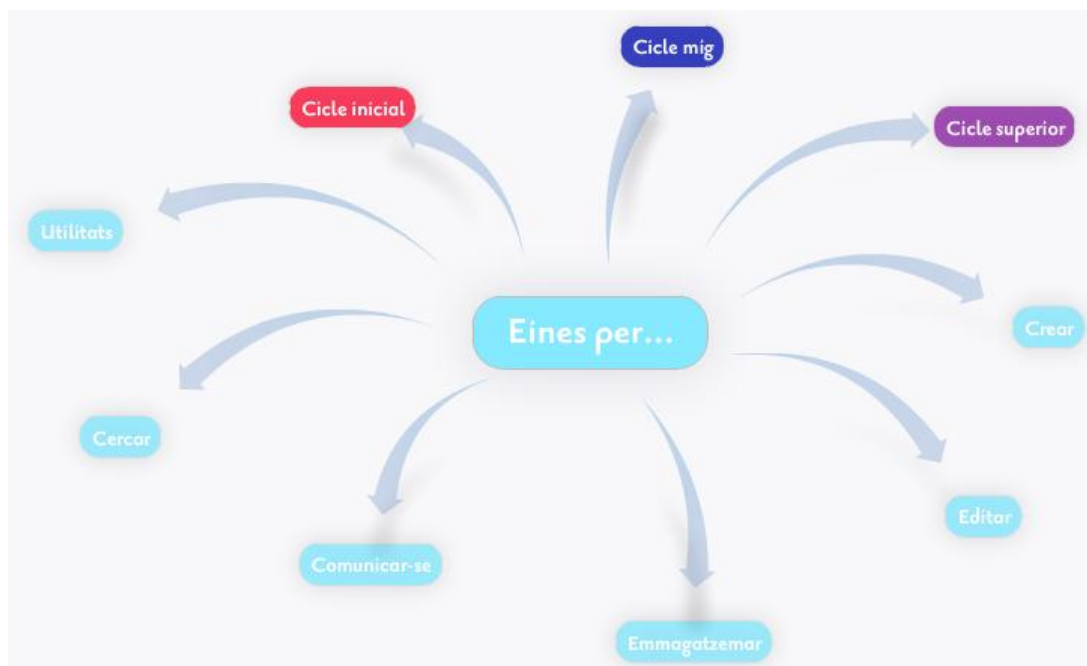 Cicle mig
Cicle inicial
Cicle superior
Utilitats
Eines per...
Crear
Cercar
Editar
Comunicar-se
Emmagatzemar